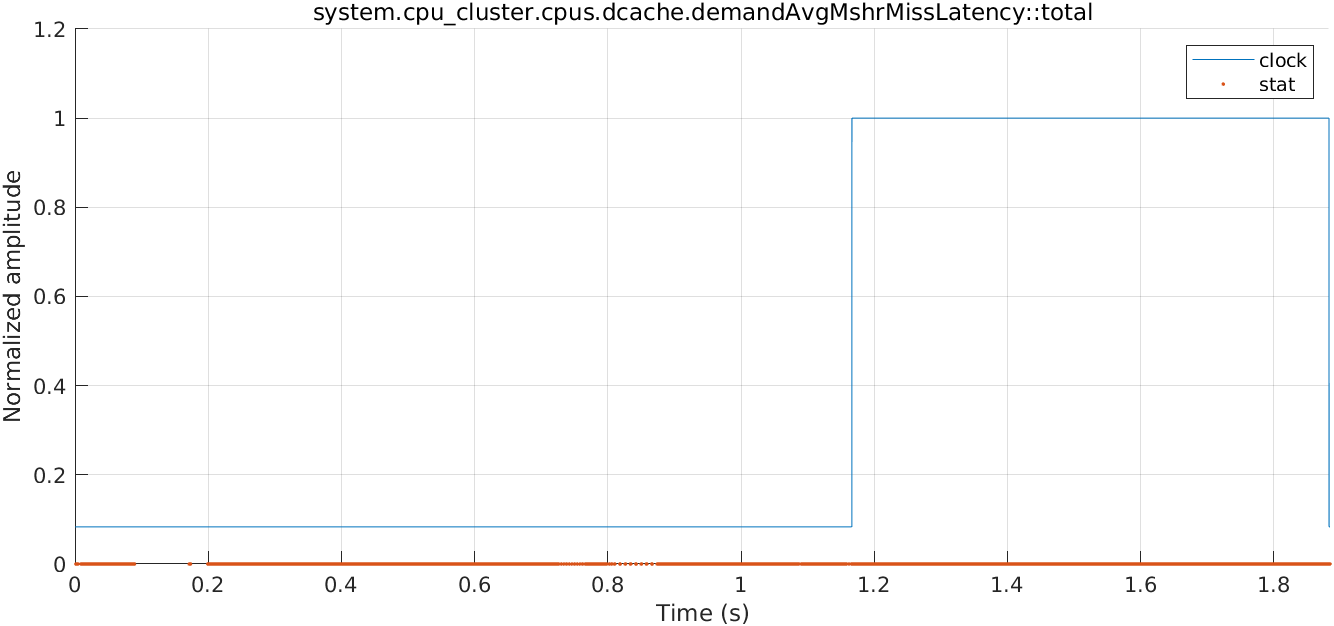 system.cpu_cluster.cpus.dcache.demandAvgMshrMissLatency::total
1.2
1
0.8
0.6
0.4
0.2
0
Normalized amplitude
clock
stat
0 0.2 0.4 0.6 0.8 1 1.2 1.4 1.6 1.8
Time (s)